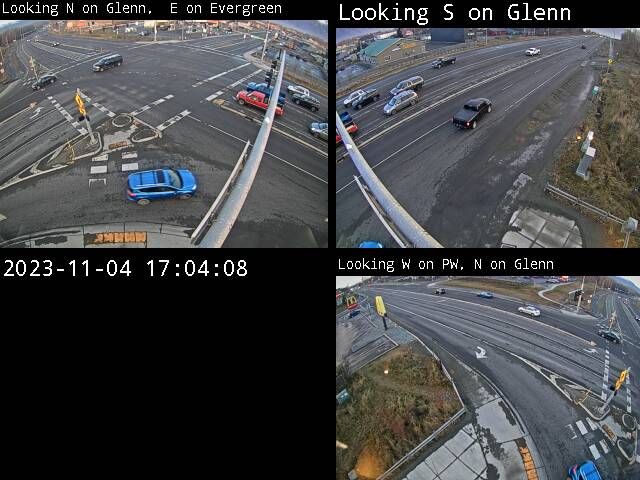 Looking N on Glenn,  E on Evergreen
Looking S on Glenn
2023-11-04 17:04:08
Looking W on PW, N on Glenn